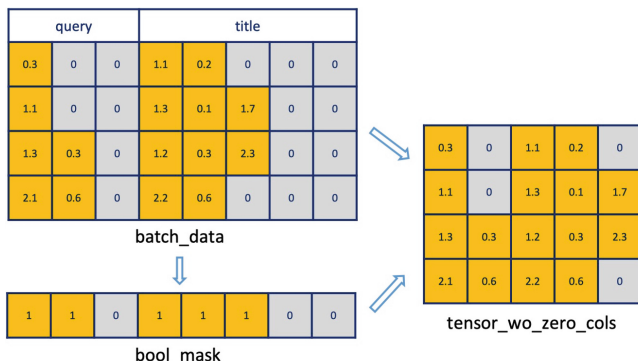 query title
0.3 0 0 1.1 0.2 0 0 0
1.1 0 0 1.3 0.1 1.7 0 0
1.3 0.3 0 1.2 0.3 2.3 0 0
2.1 0.6 0 2.2 0.6 0 0 0
batch_data
1 1 0 1 1 1 0 0
bool_mask
0.3 0 1.1 0.2 0
1.1 0 1.3 0.1 1.7
1.3 0.3 1.2 0.3 2.3
2.1 0.6 2.2 0.6 0
tensor_wo_zero_cols